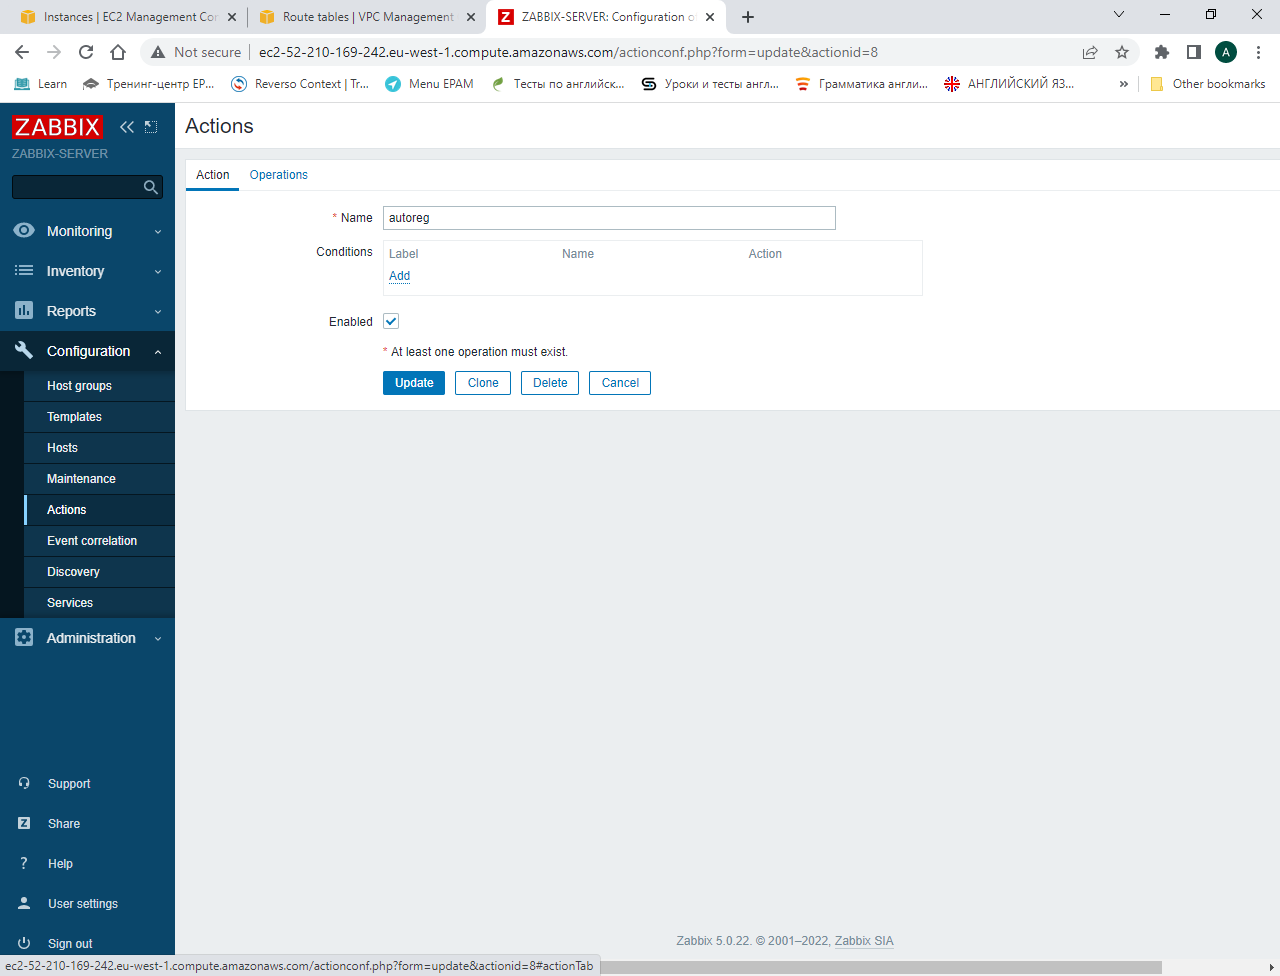 Instances | EC2 Management Con
Route tables | VPC Management
ZABBIX-SERVER: Configuration o
Not secure
ec2-52-210-169-242.eu-west-1.compute.amazonaws.com/actionconf.php?form=update&actionid=8
A
Learn
Тренинг-центр EP...
Reverso Context | Tr...
Menu EPAM
Тесты по английск...
Уроки и тесты англ...
Грамматика англи...
АНГЛИЙСКИЙ ЯЗ...
»
Other bookmarks
ZABBIX
ZABBIX-SERVER
Monitoring
Inventory
Reports
Configuration
Host groups
Templates
Hosts
Maintenance
Actions
Event correlation
Discovery
Services
Administration
Support
Z Share
? Help
User settings
Sign out
Actions
Action Operations
* Name autoreg
Conditions Label Name Action
Add
Enabled
* At least one operation must exist.
Update Clone Delete Cancel
Zabbix 5.0.22. © 2001–2022, Zabbix SIA
ec2-52-210-169-242.eu-west-1.compute.amazonaws.com/actionconf.php?form=update&actionid=8#actionTab